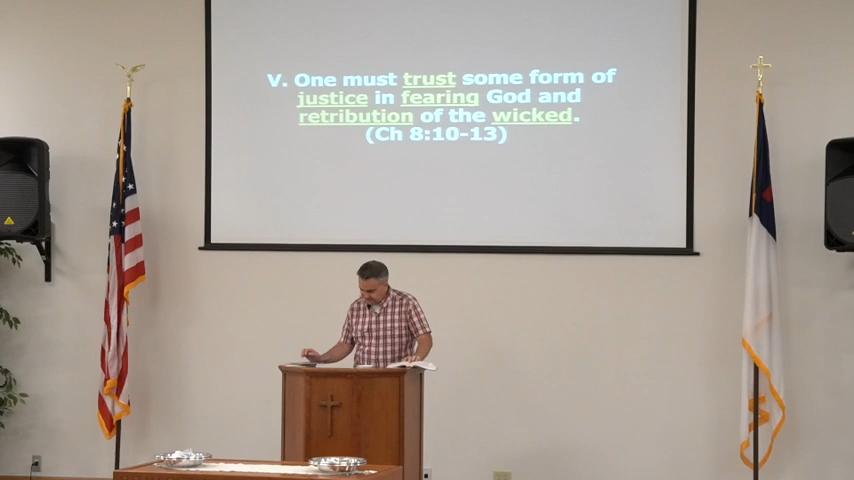 V. One must trust some form of
justice in fearing God and
retribution of the wicked.
(Ch 8:10-13)